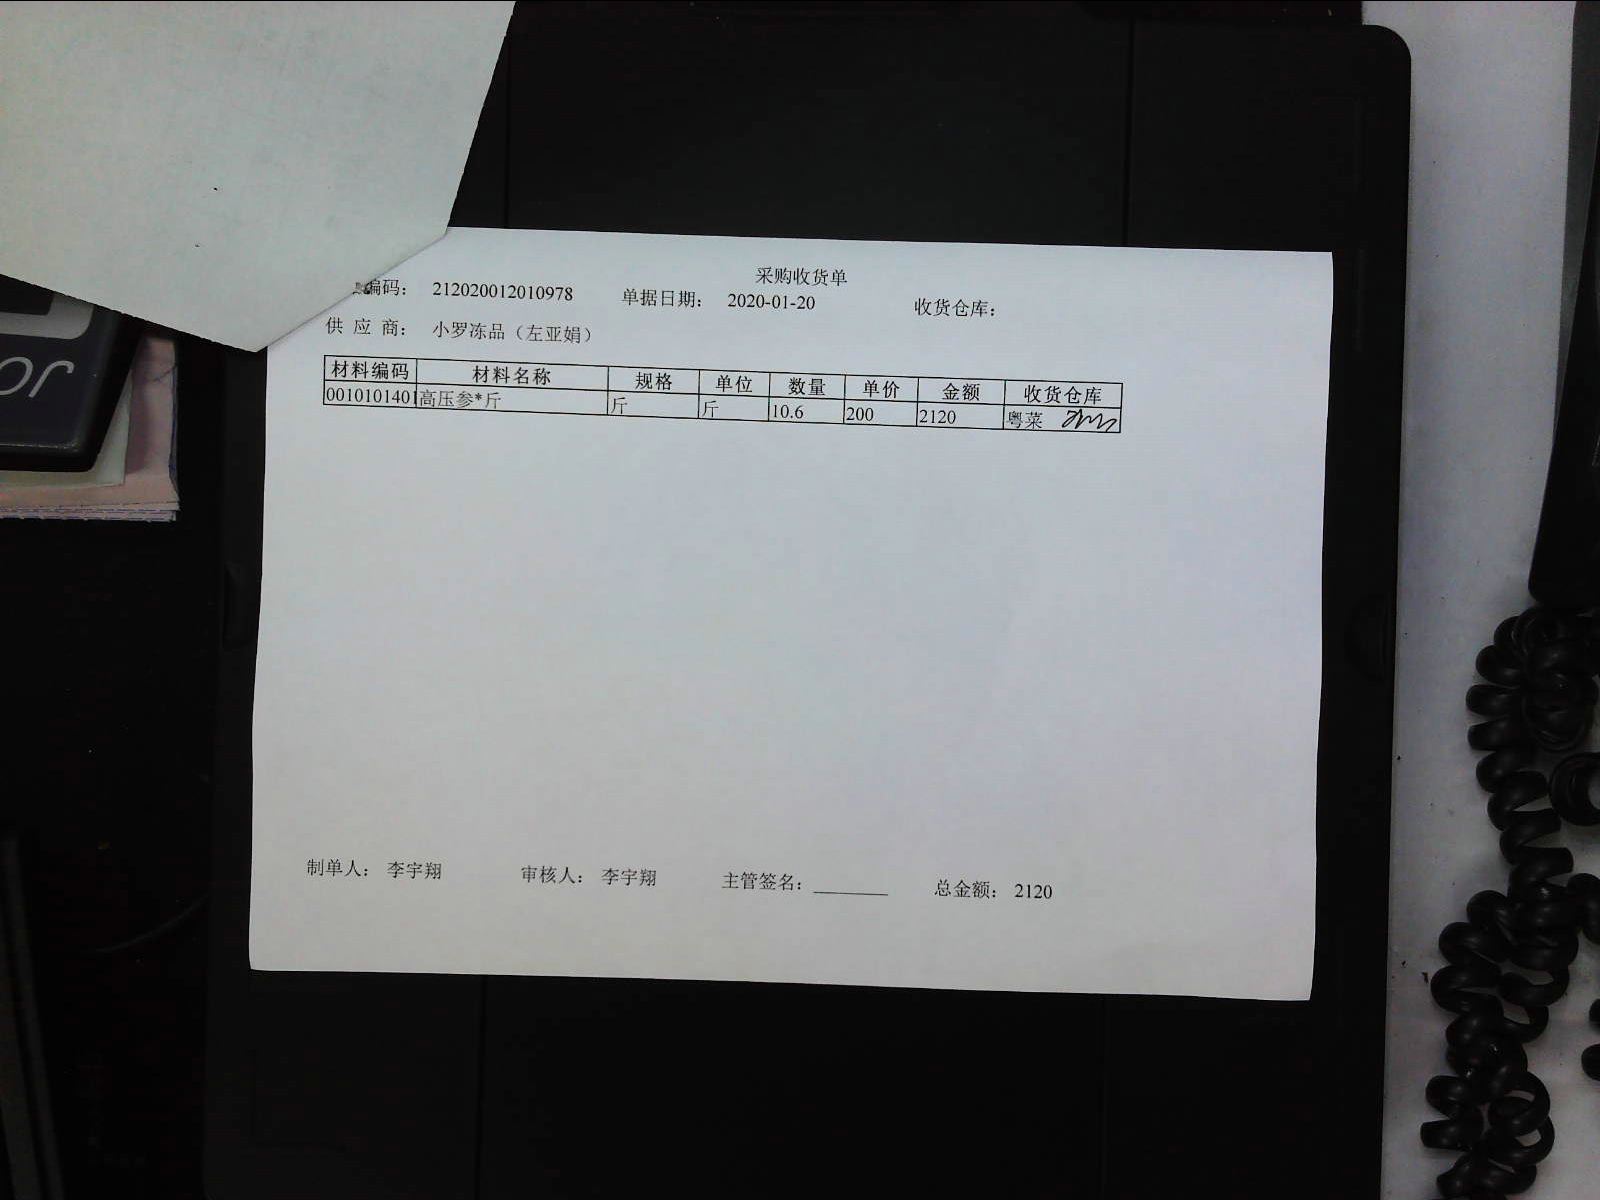 采购收货单
编码： 212020012010978 单据日期： 2020-01-20 收货仓库：
供 应 商： 小罗冻品（左亚娟）
材料编码 材料名称 规格 单位 数量 单价 金额 收货仓库
0010101401 高压参*斤 斤 斤 10.6 200 2120 粤菜
制单人： 李宇翔 审核人： 李宇翔 主管签名：________ 总金额： 2120